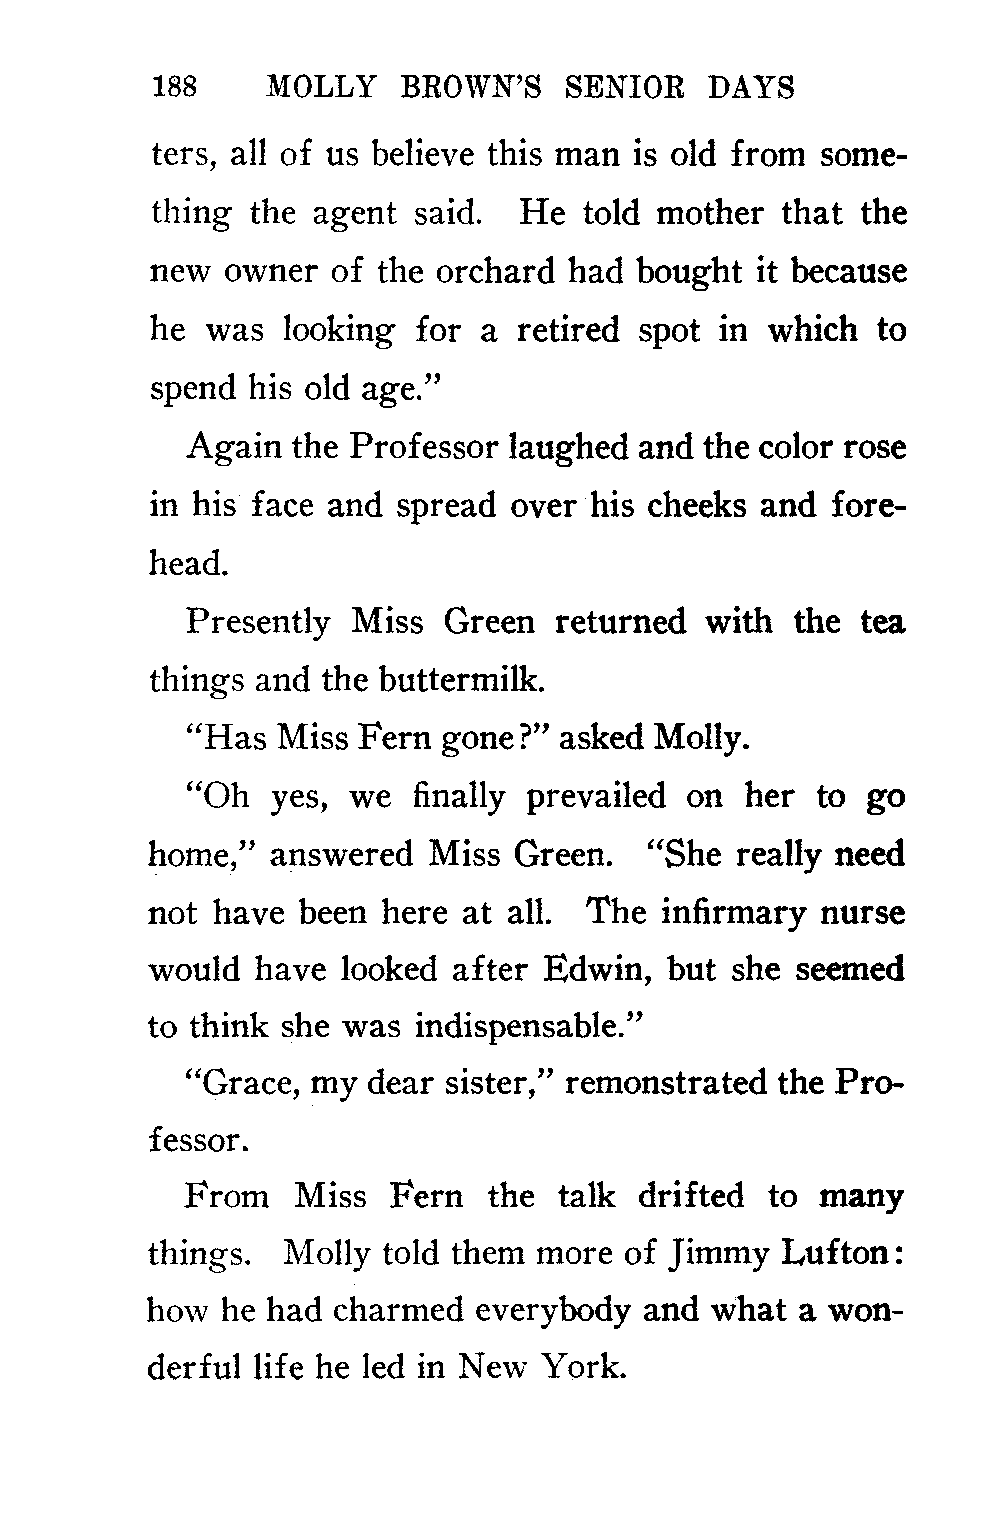 188 MOLLY BROWN'S SENIOR DAYS
ters, all of us believe this man is old from some-
thing the agent said. He told mother that the
new owner of the orchard had bought it because
he was looking for a retired spot in which to
spend his old age."
Again the Professor laughed and the color rose
in his face and spread over his cheeks and fore-
head.
Presently Miss Green returned with the tea
things and the buttermilk.
"Has Miss Fern gone?" asked Molly.
"Oh yes, we finally prevailed on her to go
home," answered Miss Green. "She really need
not have been here at all. The infirmary nurse
would have looked after Edwin, but she seemed
to think she was indispensable."
"Grace, my dear sister," remonstrated the Pro-
fessor.
From Miss Fern the talk drifted to many
things. Molly told them more of Jimmy Lufton:
how he had charmed everybody and what a won-
derful life he led in New York.